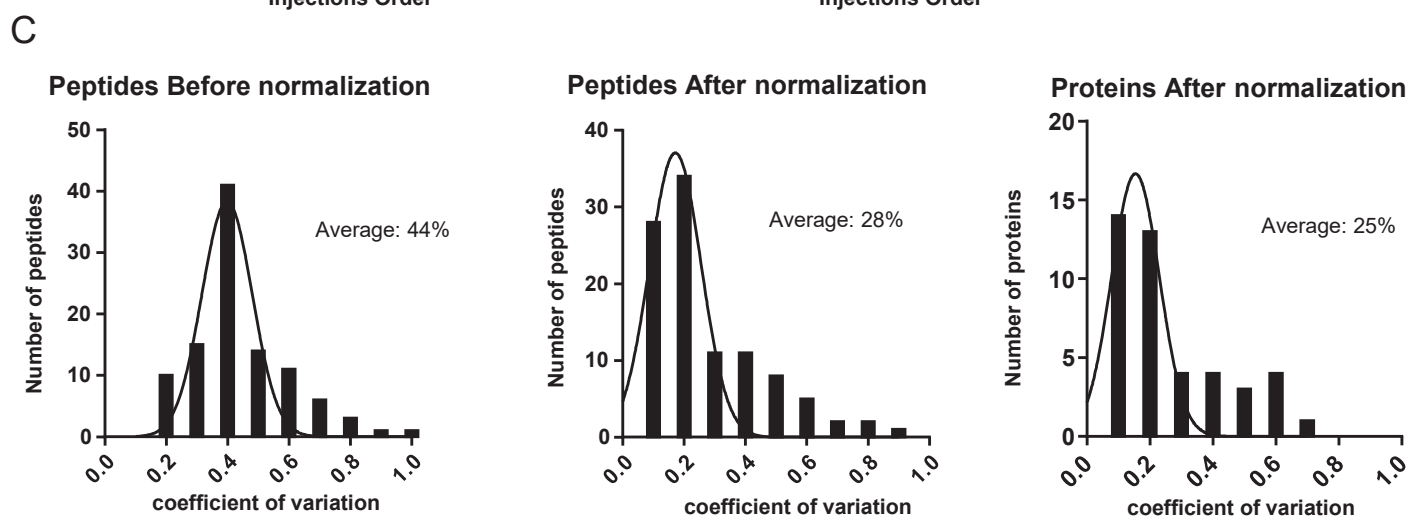 Injections Order
Injections Order
C
Peptides Before normalization
Peptides After normalization
Proteins After normalization
50
40
30
20
10
0
Number of peptides
Average: 44%
0.0
0.2
0.4
0.6
0.8
1.0
coefficient of variation
40
30
20
10
0
Number of peptides
Average: 28%
0.0
0.2
0.4
0.6
0.8
1.0
coefficient of variation
20
15
10
5
0
Number of proteins
Average: 25%
0.0
0.2
0.4
0.6
0.8
1.0
coefficient of variation